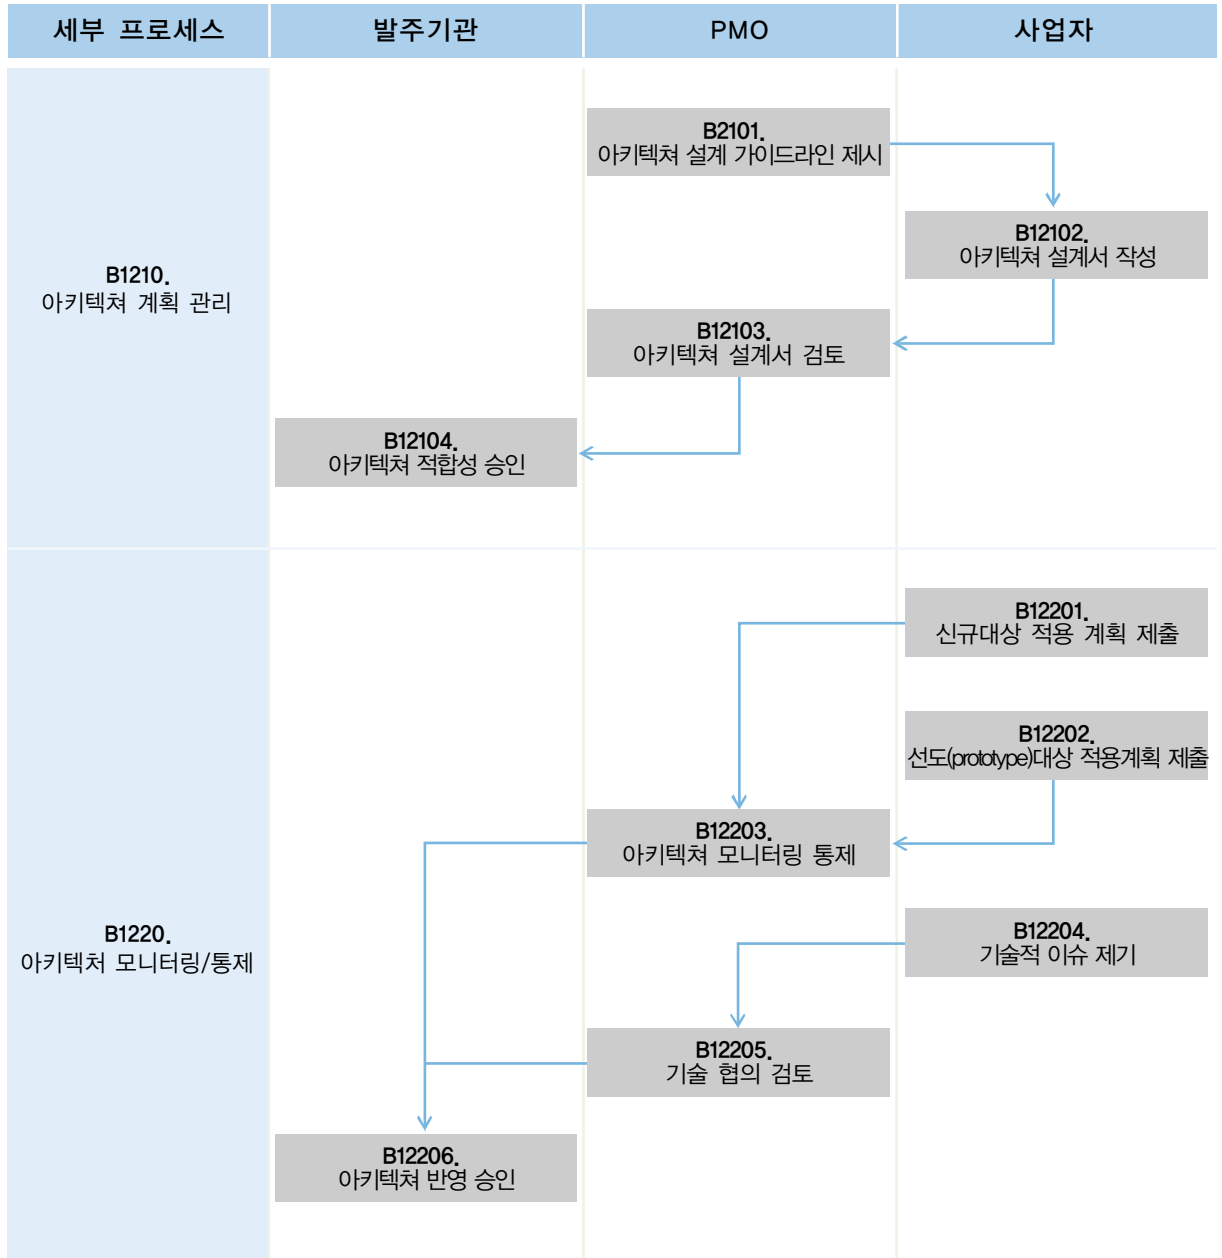 세부 프로세스
발주기관
PMO
사업자
B1210.
아키텍쳐 계획 관리
B2101.
아키텍쳐 설계 가이드라인 제시
B12102.
아키텍쳐 설계서 작성
B12103.
아키텍쳐 설계서 검토
B12104.
아키텍쳐 적합성 승인
B1220.
아키텍처 모니터링/통제
B12201.
신규대상 적용 계획 제출
B12202.
선도(prototype)대상 적용계획 제출
B12203.
아키텍쳐 모니터링 통제
B12204.
기술적 이슈 제기
B12205.
기술 협의 검토
B12206.
아키텍쳐 반영 승인